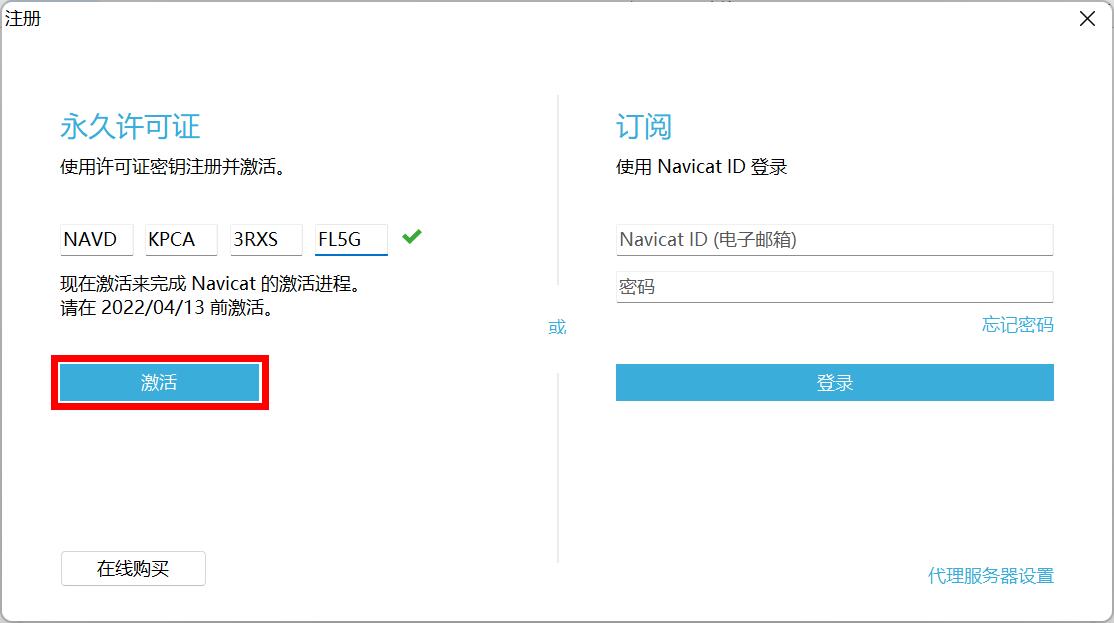 注册
永久许可证
使用许可证密钥注册并激活。
NAVD KPCA 3RXS FL5G
现在激活来完成 Navicat 的激活进程。
请在 2022/04/13 前激活。
激活
在线购买
或
订阅
使用 Navicat ID 登录
Navicat ID (电子邮箱)
密码
忘记密码
登录
代理服务器设置